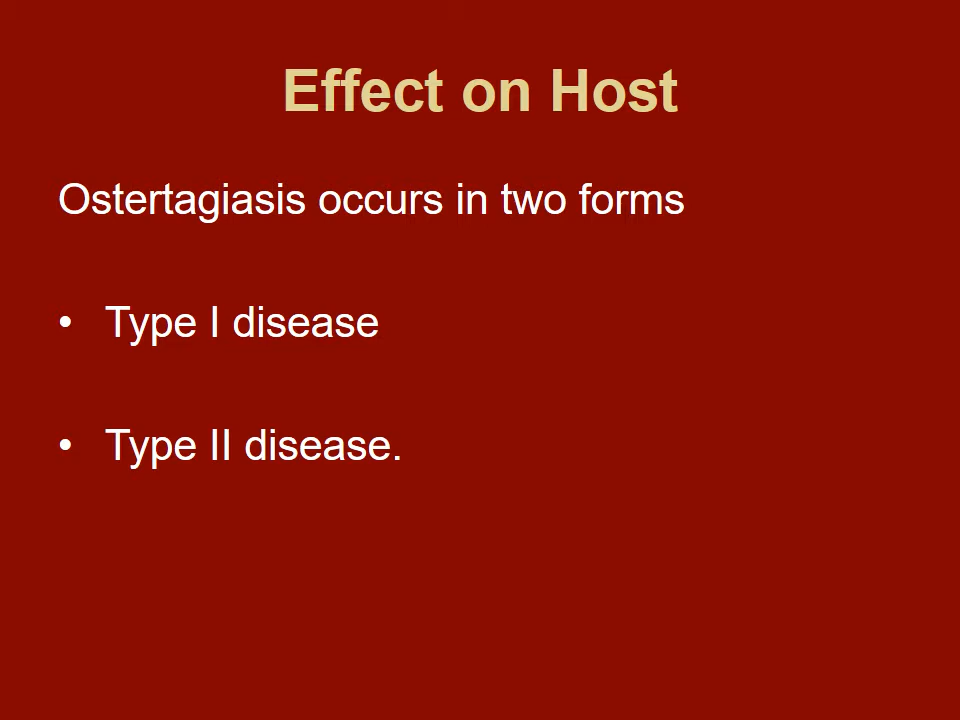 Effect on Host
Ostertagiasis occurs in two forms
• Type I disease
• Type II disease.